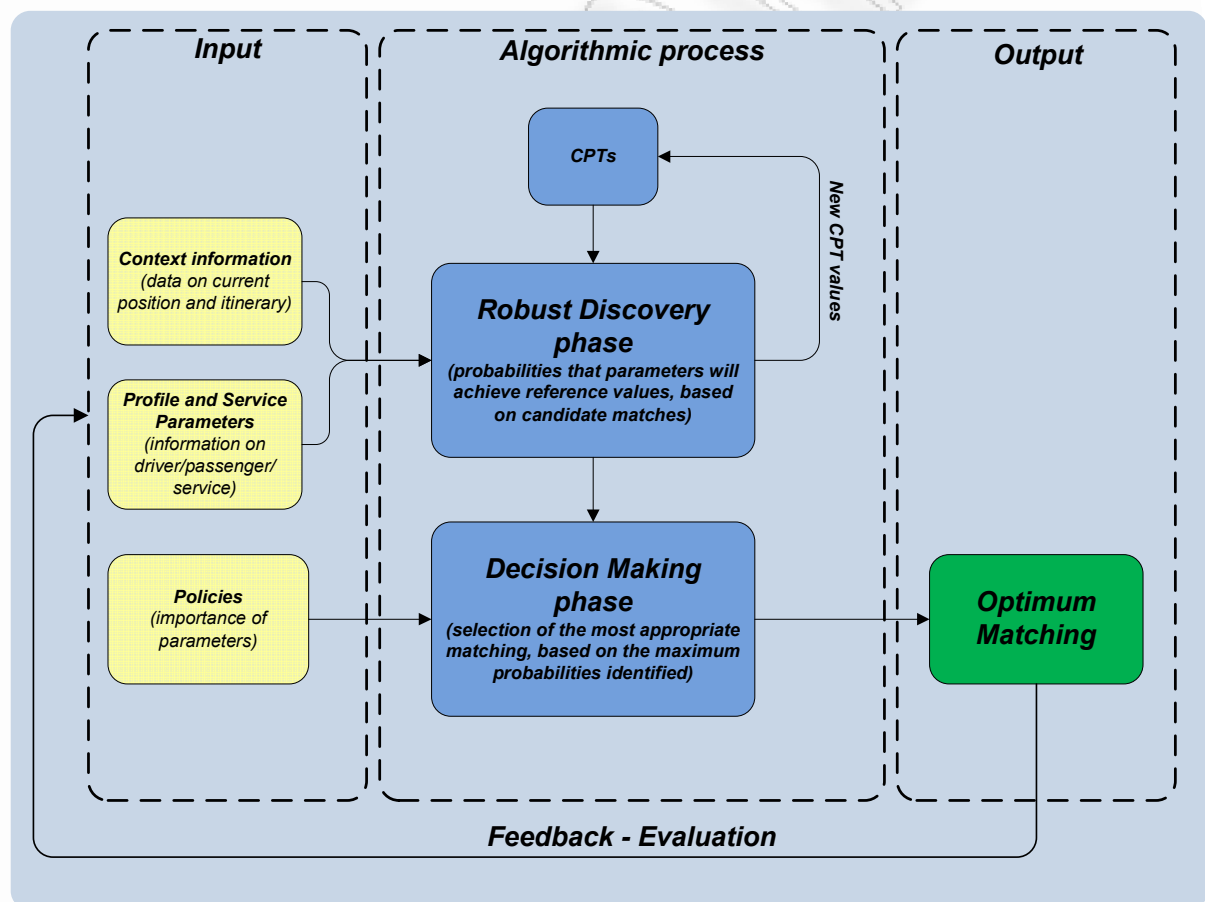 Input
Algorithmic process
Output
CPTs
New CPT values
Context information
(data on current
position and itinerary)
Robust Discovery
phase
(probabilities that parameters will
achieve reference values, based
on candidate matches)
Profile and Service
Parameters
(information on
driver/passenger/
service)
Policies
(importance of
parameters)
Decision Making
phase
(selection of the most appropriate
matching, based on the maximum
probabilities identified)
Optimum
Matching
Feedback - Evaluation